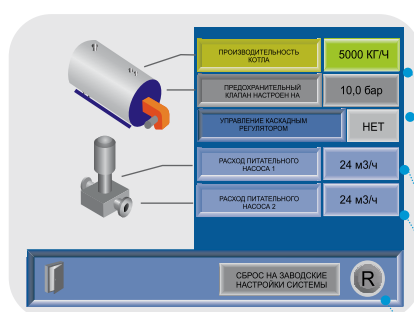 ПРОИЗВОДИТЕЛЬНОСТЬ
КОТЛА
5000 КГ/Ч
ПРЕДОХРАНИТЕЛЬНЫЙ
КЛАПАН НАСТРОЕН НА
10,0 бар
УПРАВЛЕНИЕ КАСКАДНЫМ
РЕГУЛЯТОРОМ
НЕТ
РАСХОД ПИТАТЕЛЬНОГО
НАСОСА 1
24 м3/ч
РАСХОД ПИТАТЕЛЬНОГО
НАСОСА 2
24 м3/ч
СБРОС НА ЗАВОДСКИЕ
НАСТРОЙКИ СИСТЕМЫ
R